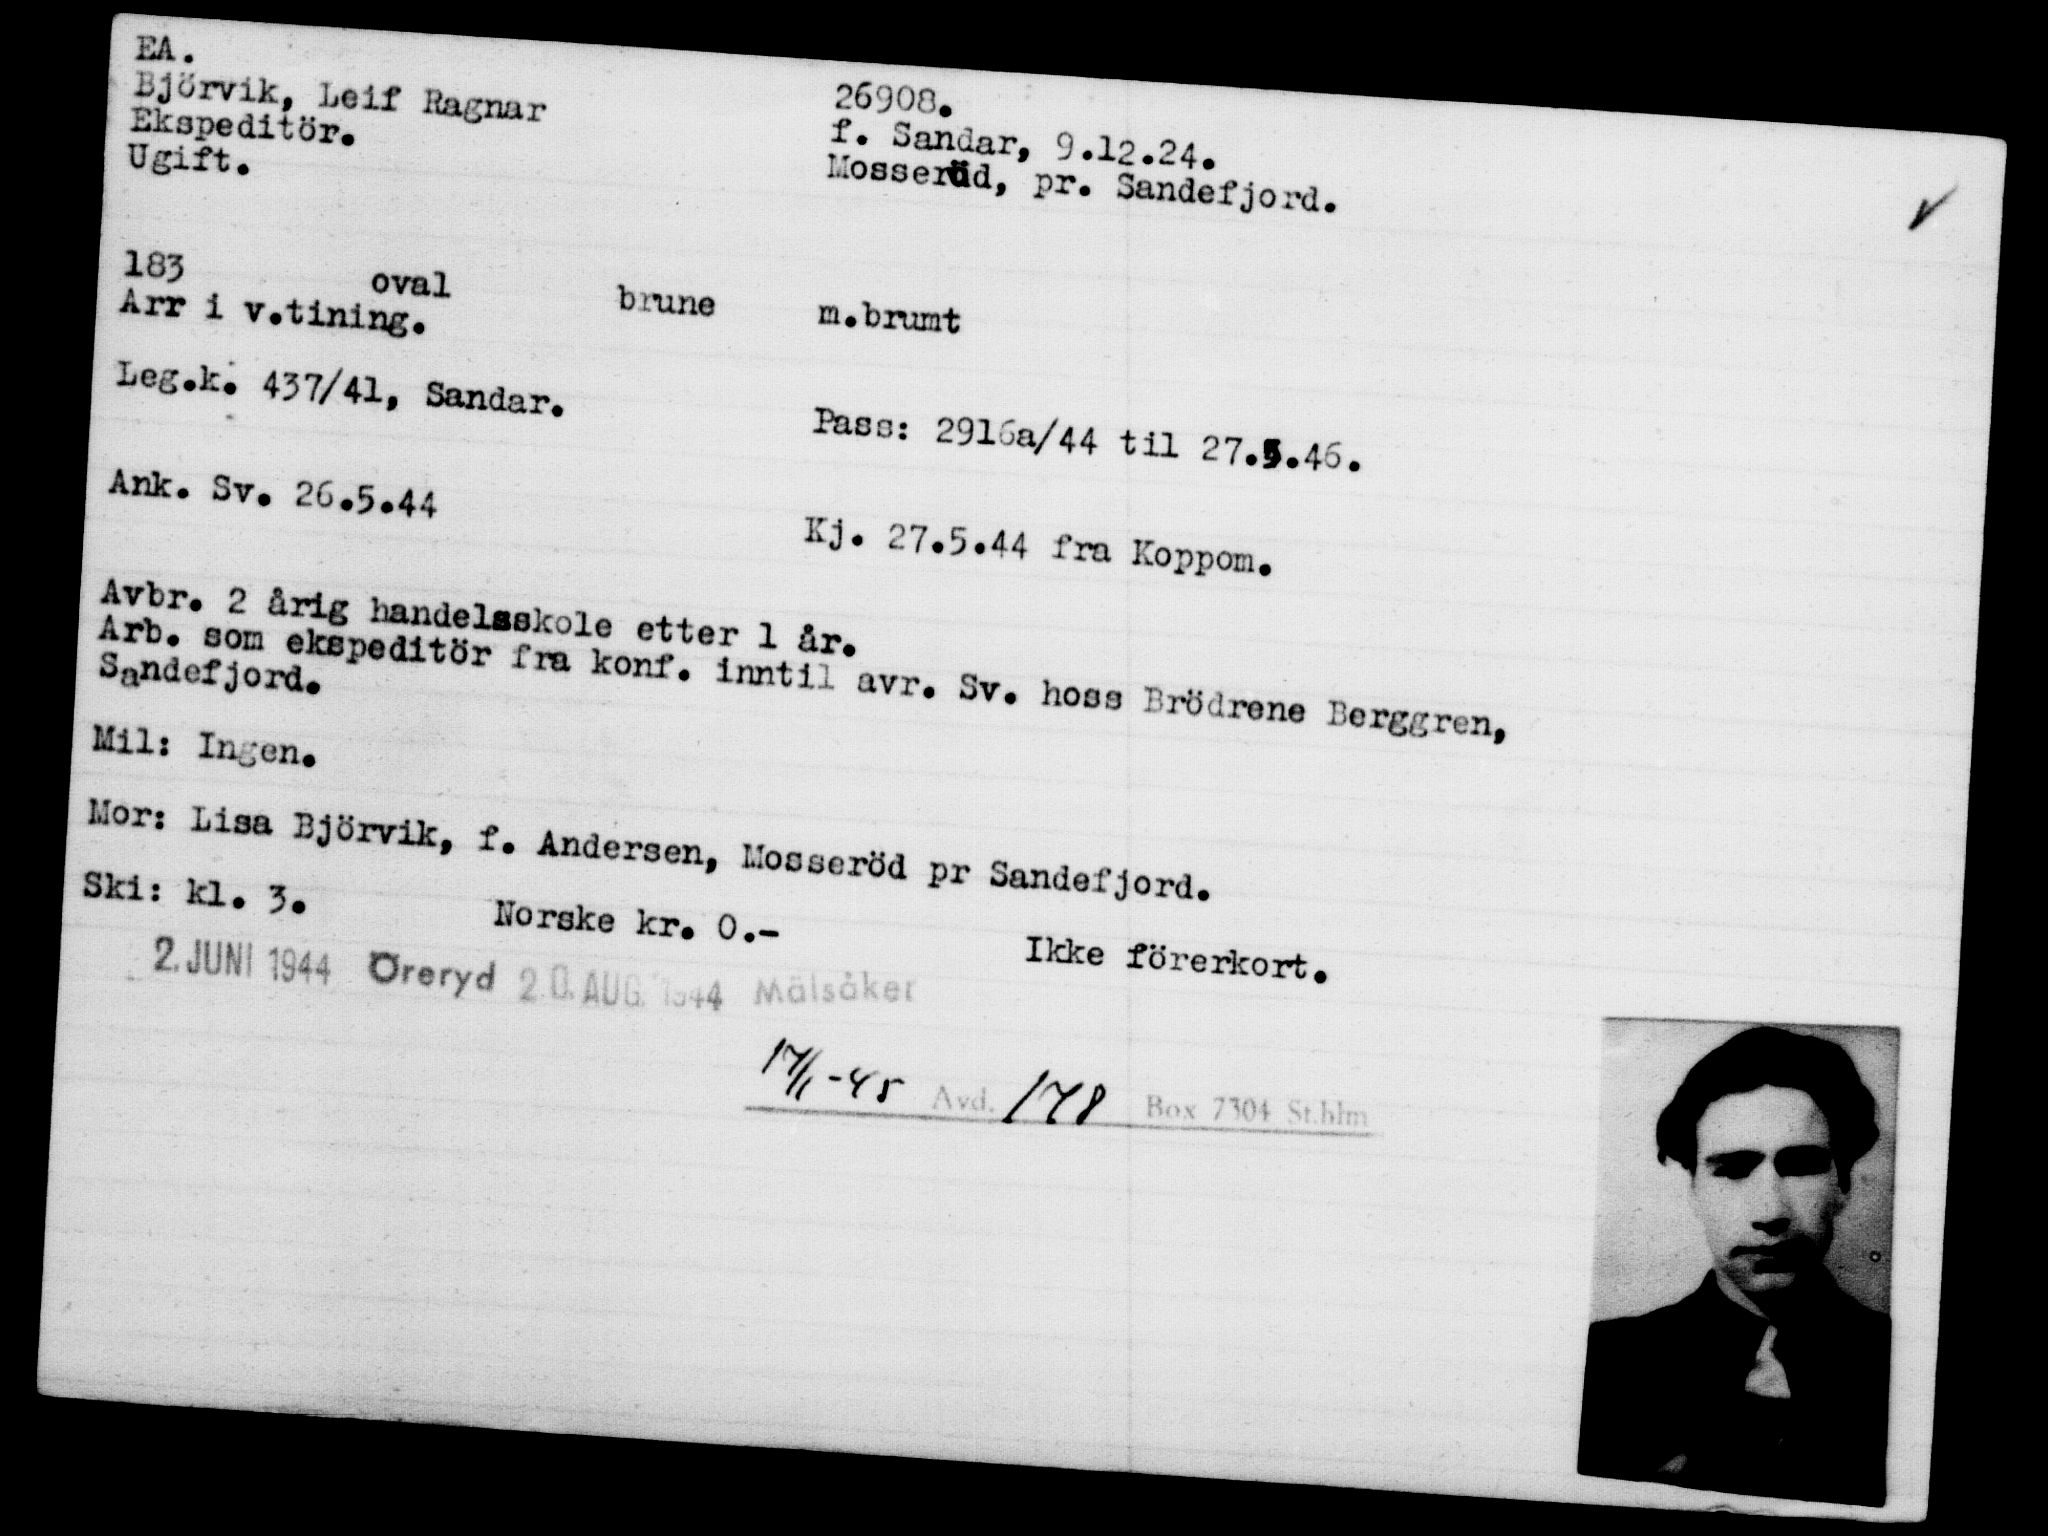 EA.
Björvik, Leif Ragnar 26908.
Ekspeditör. f. Sandar, 9.12.24.
Ugift. Mosseröd, pr. Sandefjord.
183 oval brune m.brumt
Arr i v.tining.
Leg.k. 437/41, Sandar. Pass: 2916a/44 til 27.5.46.
Ank. Sv. 26.5.44 Kj. 27.5.44 fra Koppom.
Avbr. 2 årig handelsskole etter 1 år.
Arb. som ekspeditör fra konf. inntil avr. Sv. hoss Brödrene Berggren,
Sandefjord.
Mil: Ingen.
Mor: Lisa Björvik, f. Andersen, Mosseröd pr Sandefjord.
Ski: kl. 3. Norske kr. 0.- Ikke förerkort.
2. JUNI 1944 Öreryd 20. AUG. 1944 Mälsåker
17/1-45 Avd. 178 Box 7304 St.hlm